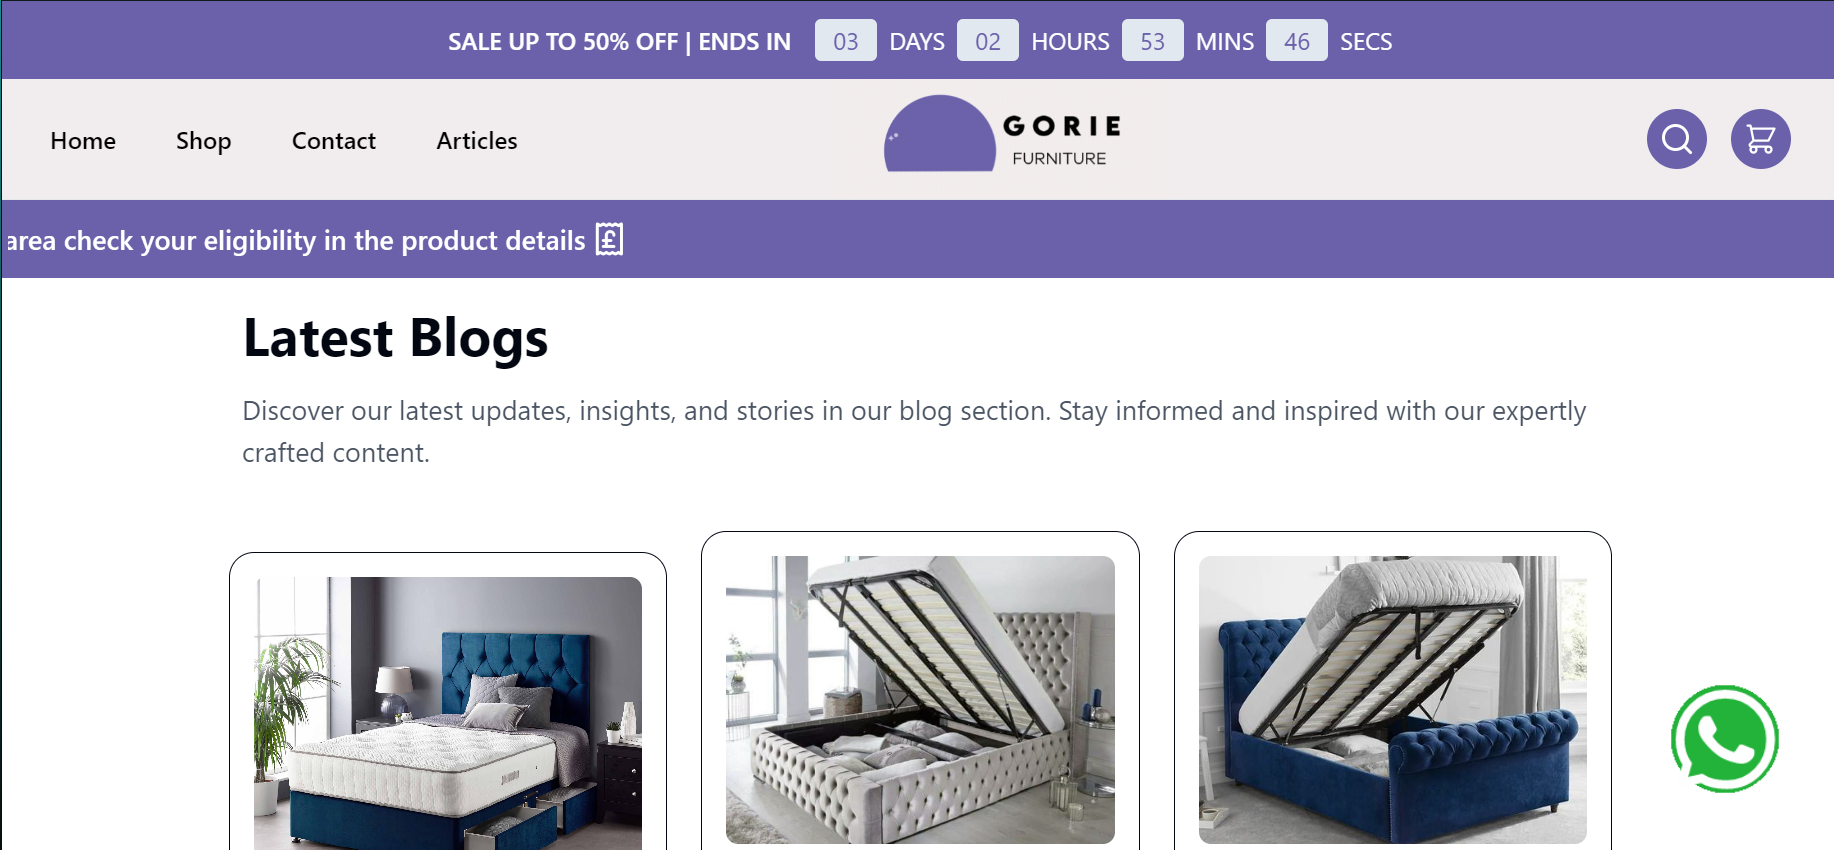 SALE UP TO 50% OFF | ENDS IN 03 DAYS 02 HOURS 53 MINS 46 SECS
Home Shop Contact Articles
GORIE
FURNITURE
area check your eligibility in the product details
Latest Blogs
Discover our latest updates, insights, and stories in our blog section. Stay informed and inspired with our expertly
crafted content.